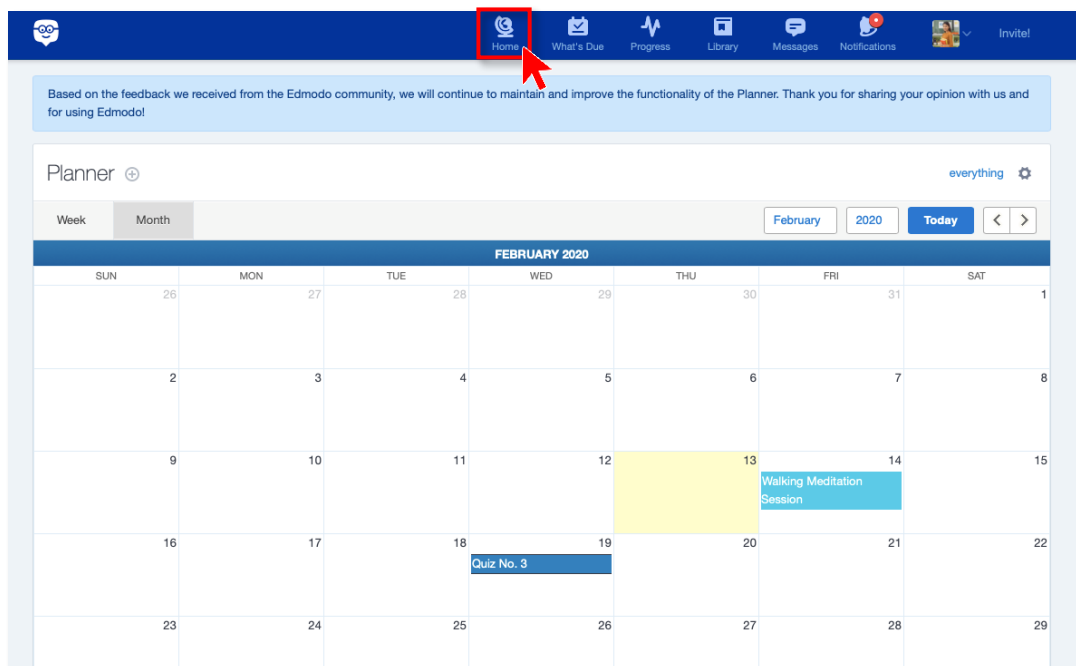 Home
What's Due
Progress
Library
Messages
Notifications
Invite!
Based on the feedback we received from the Edmodo community, we will continue to maintain and improve the functionality of the Planner. Thank you for sharing your opinion with us and
for using Edmodo!
Planner
everything
Week
Month
February
2020
Today
FEBRUARY 2020
SUN MON TUE WED THU FRI SAT
26 27 28 29 30 31 1
2 3 4 5 6 7 8
9 10 11 12 13 14 15
Walking Meditation
Session
16 17 18 19 20 21 22
Quiz No. 3
23 24 25 26 27 28 29